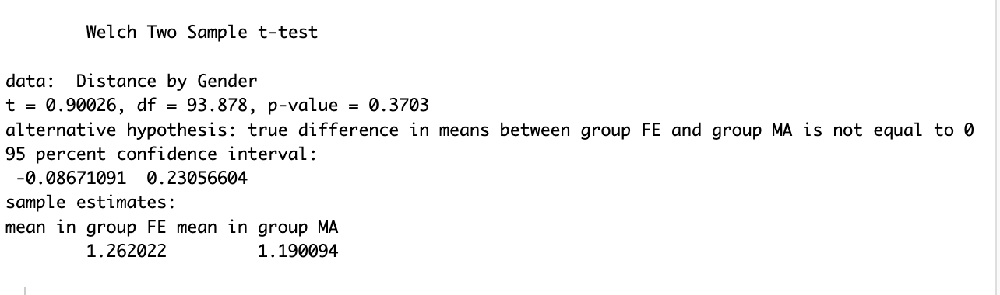 Welch Two Sample t-test
data:  Distance by Gender
t = 0.90026, df = 93.878, p-value = 0.3703
alternative hypothesis: true difference in means between group FE and group MA is not equal to 0
95 percent confidence interval:
 -0.08671091  0.23056604
sample estimates:
mean in group FE mean in group MA
        1.262022         1.190094